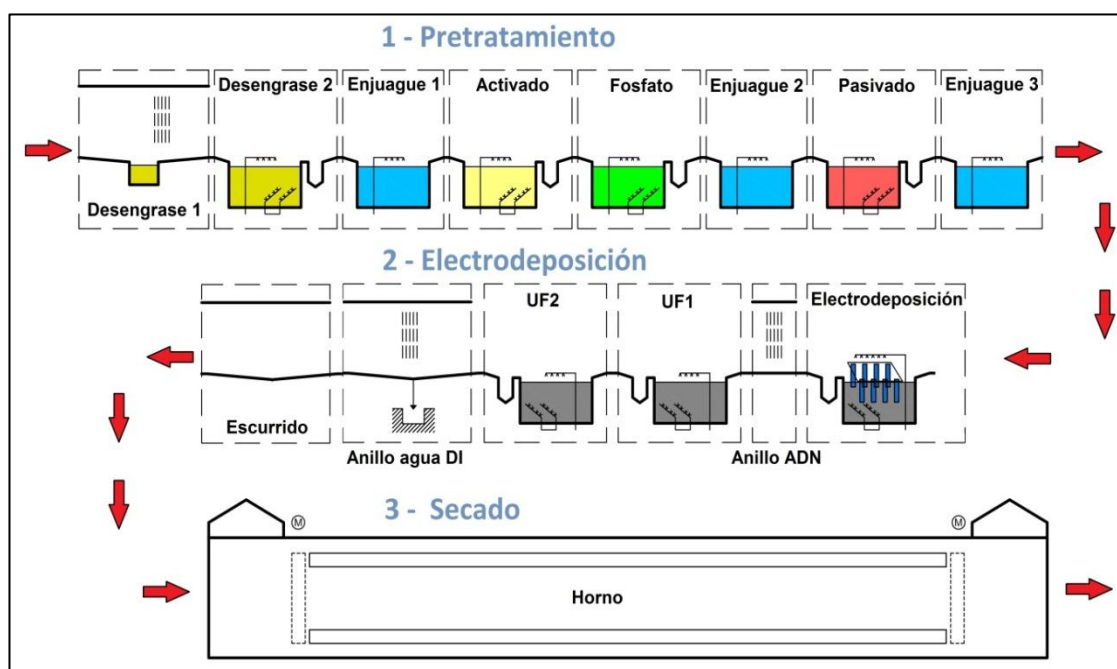 1 - Pretratamiento
Desengrase 1
Desengrase 2
Enjuague 1
Activado
Fosfato
Enjuague 2
Pasivado
Enjuague 3
2 - Electrodeposición
Escurrido
Anillo agua DI
UF2
UF1
Anillo ADN
Electrodeposición
3 - Secado
M
M
Horno